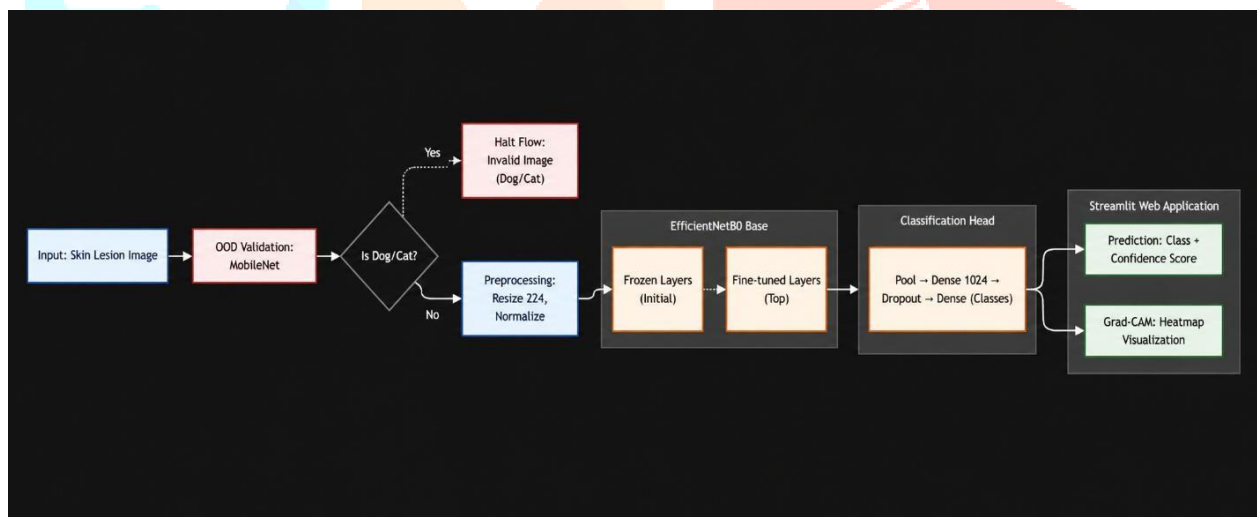 Input: Skin Lesion Image
OOD Validation:
MobileNet
Is Dog/Cat?
Yes
Halt Flow:
Invalid Image
(Dog/Cat)
No
Preprocessing:
Resize 224,
Normalize
EfficientNetB0 Base
Frozen Layers
(Initial)
Fine-tuned Layers
(Top)
Classification Head
Pool → Dense 1024 →
Dropout → Dense (Classes)
Streamlit Web Application
Prediction: Class +
Confidence Score
Grad-CAM: Heatmap
Visualization